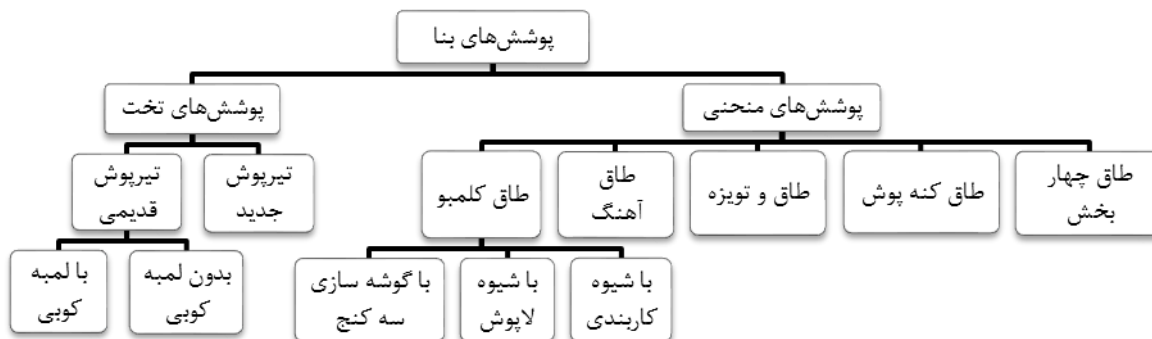 پوشش‌های بنا
پوشش‌های منحنی
پوشش‌های تخت
طاق چهار
بخش
طاق کنه پوش
طاق و تویزه
طاق
آهنگ
طاق کلمبو
تیرپوش
جدید
تیرپوش
قدیمی
با شیوه
کاربندی
با شیوه
لاپوش
با گوشه سازی
سه کنج
بدون لمبه
کوبی
با لمبه
کوبی